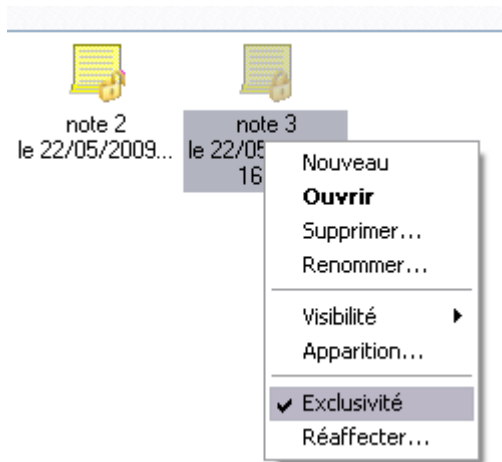 note 2
le 22/05/2009...
note 3
le 22/05
16
Nouveau
Ouvrir
Supprimer...
Renommer...
Visibilité
Apparition...
Exclusivité
Réaffecter...